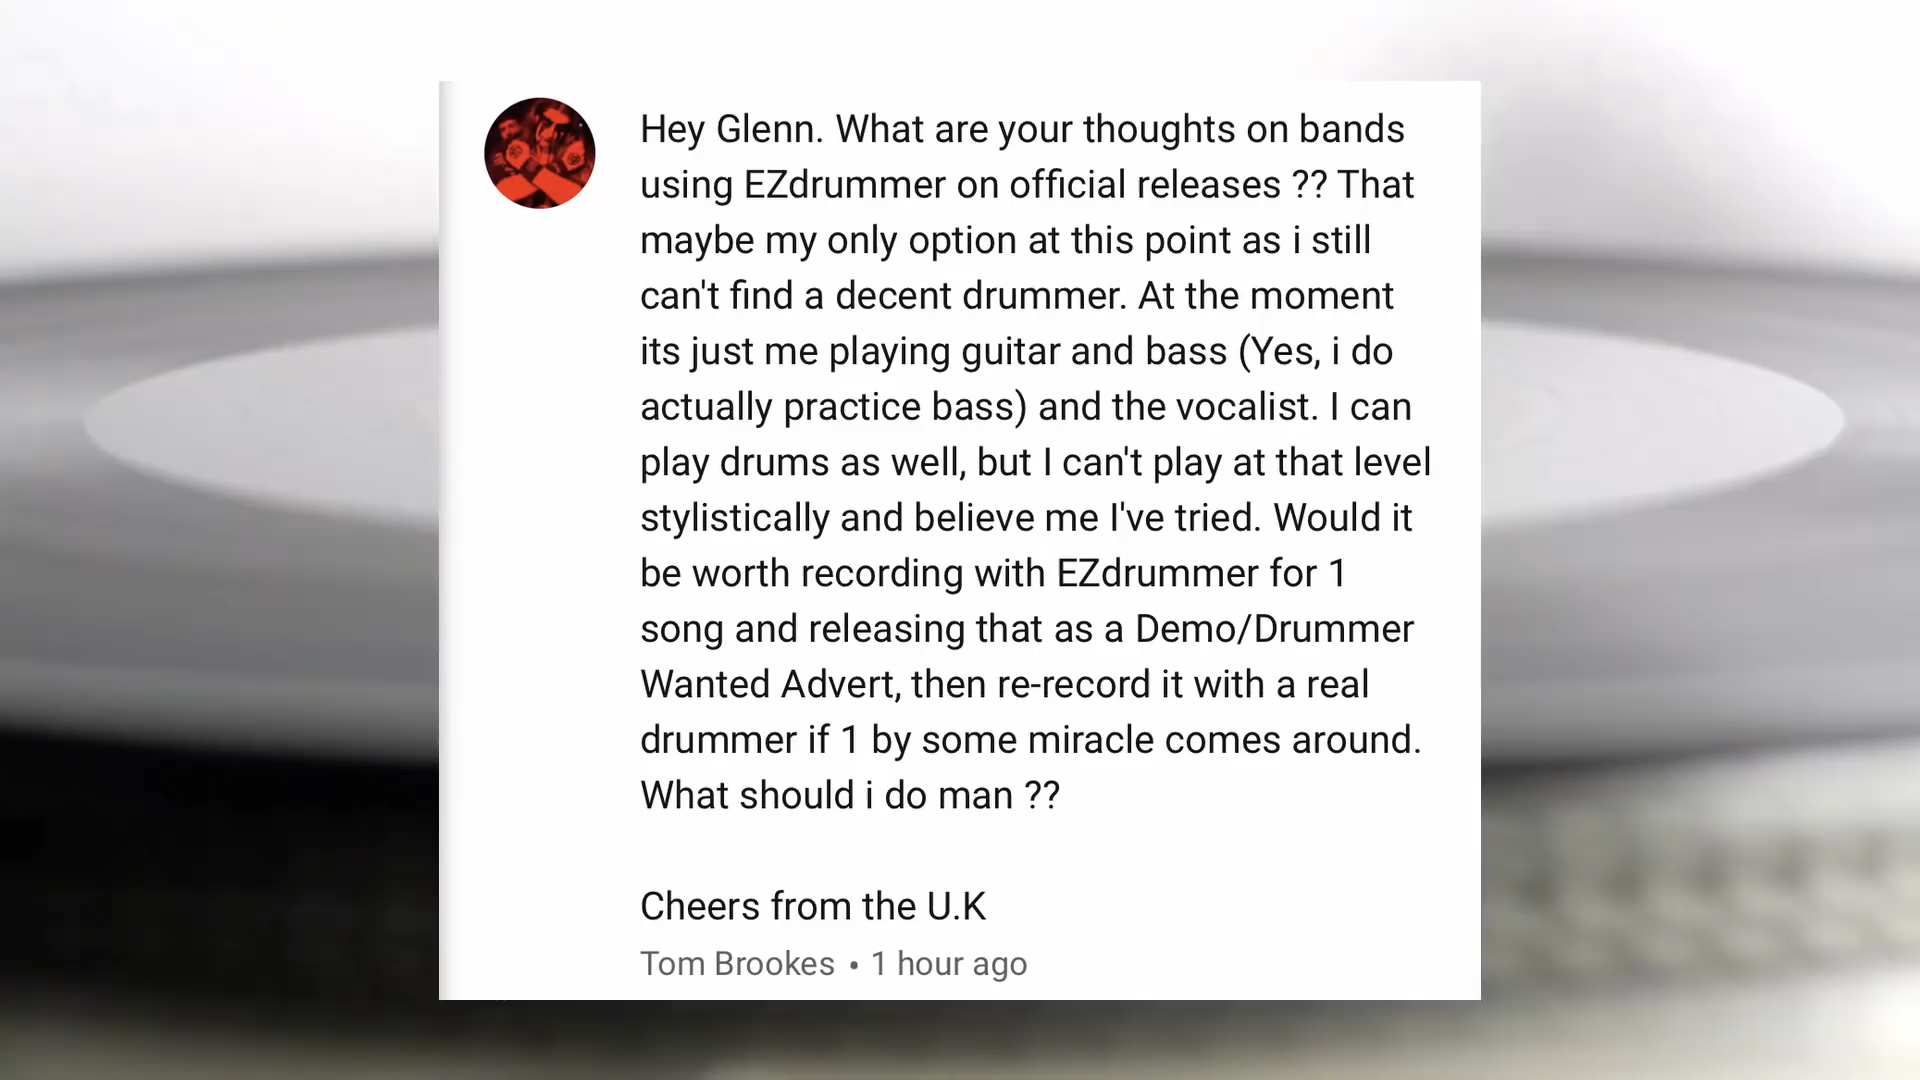 Hey Glenn. What are your thoughts on bands
using EZdrummer on official releases ?? That
maybe my only option at this point as i still
can't find a decent drummer. At the moment
its just me playing guitar and bass (Yes, i do
actually practice bass) and the vocalist. I can
play drums as well, but I can't play at that level
stylistically and believe me I've tried. Would it
be worth recording with EZdrummer for 1
song and releasing that as a Demo/Drummer
Wanted Advert, then re-record it with a real
drummer if 1 by some miracle comes around.
What should i do man ??
Cheers from the U.K
Tom Brookes • 1 hour ago